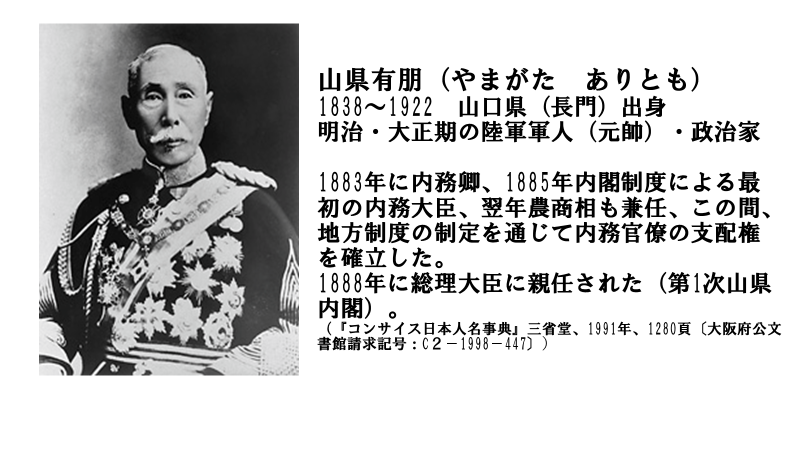 山県有朋（やまがた　ありとも）
1838～1922　山口県（長門）出身
明治・大正期の陸軍軍人（元帥）・政治家
1883年に内務卿、1885年内閣制度による最
初の内務大臣、翌年農商相も兼任、この間、
地方制度の制定を通じて内務官僚の支配権
を確立した。
1888年に総理大臣に親任された（第1次山県
内閣）。
（『コンサイス日本人名事典』三省堂、1991年、1280頁〔大阪府公文
書館請求記号：C２－1998－447〕）